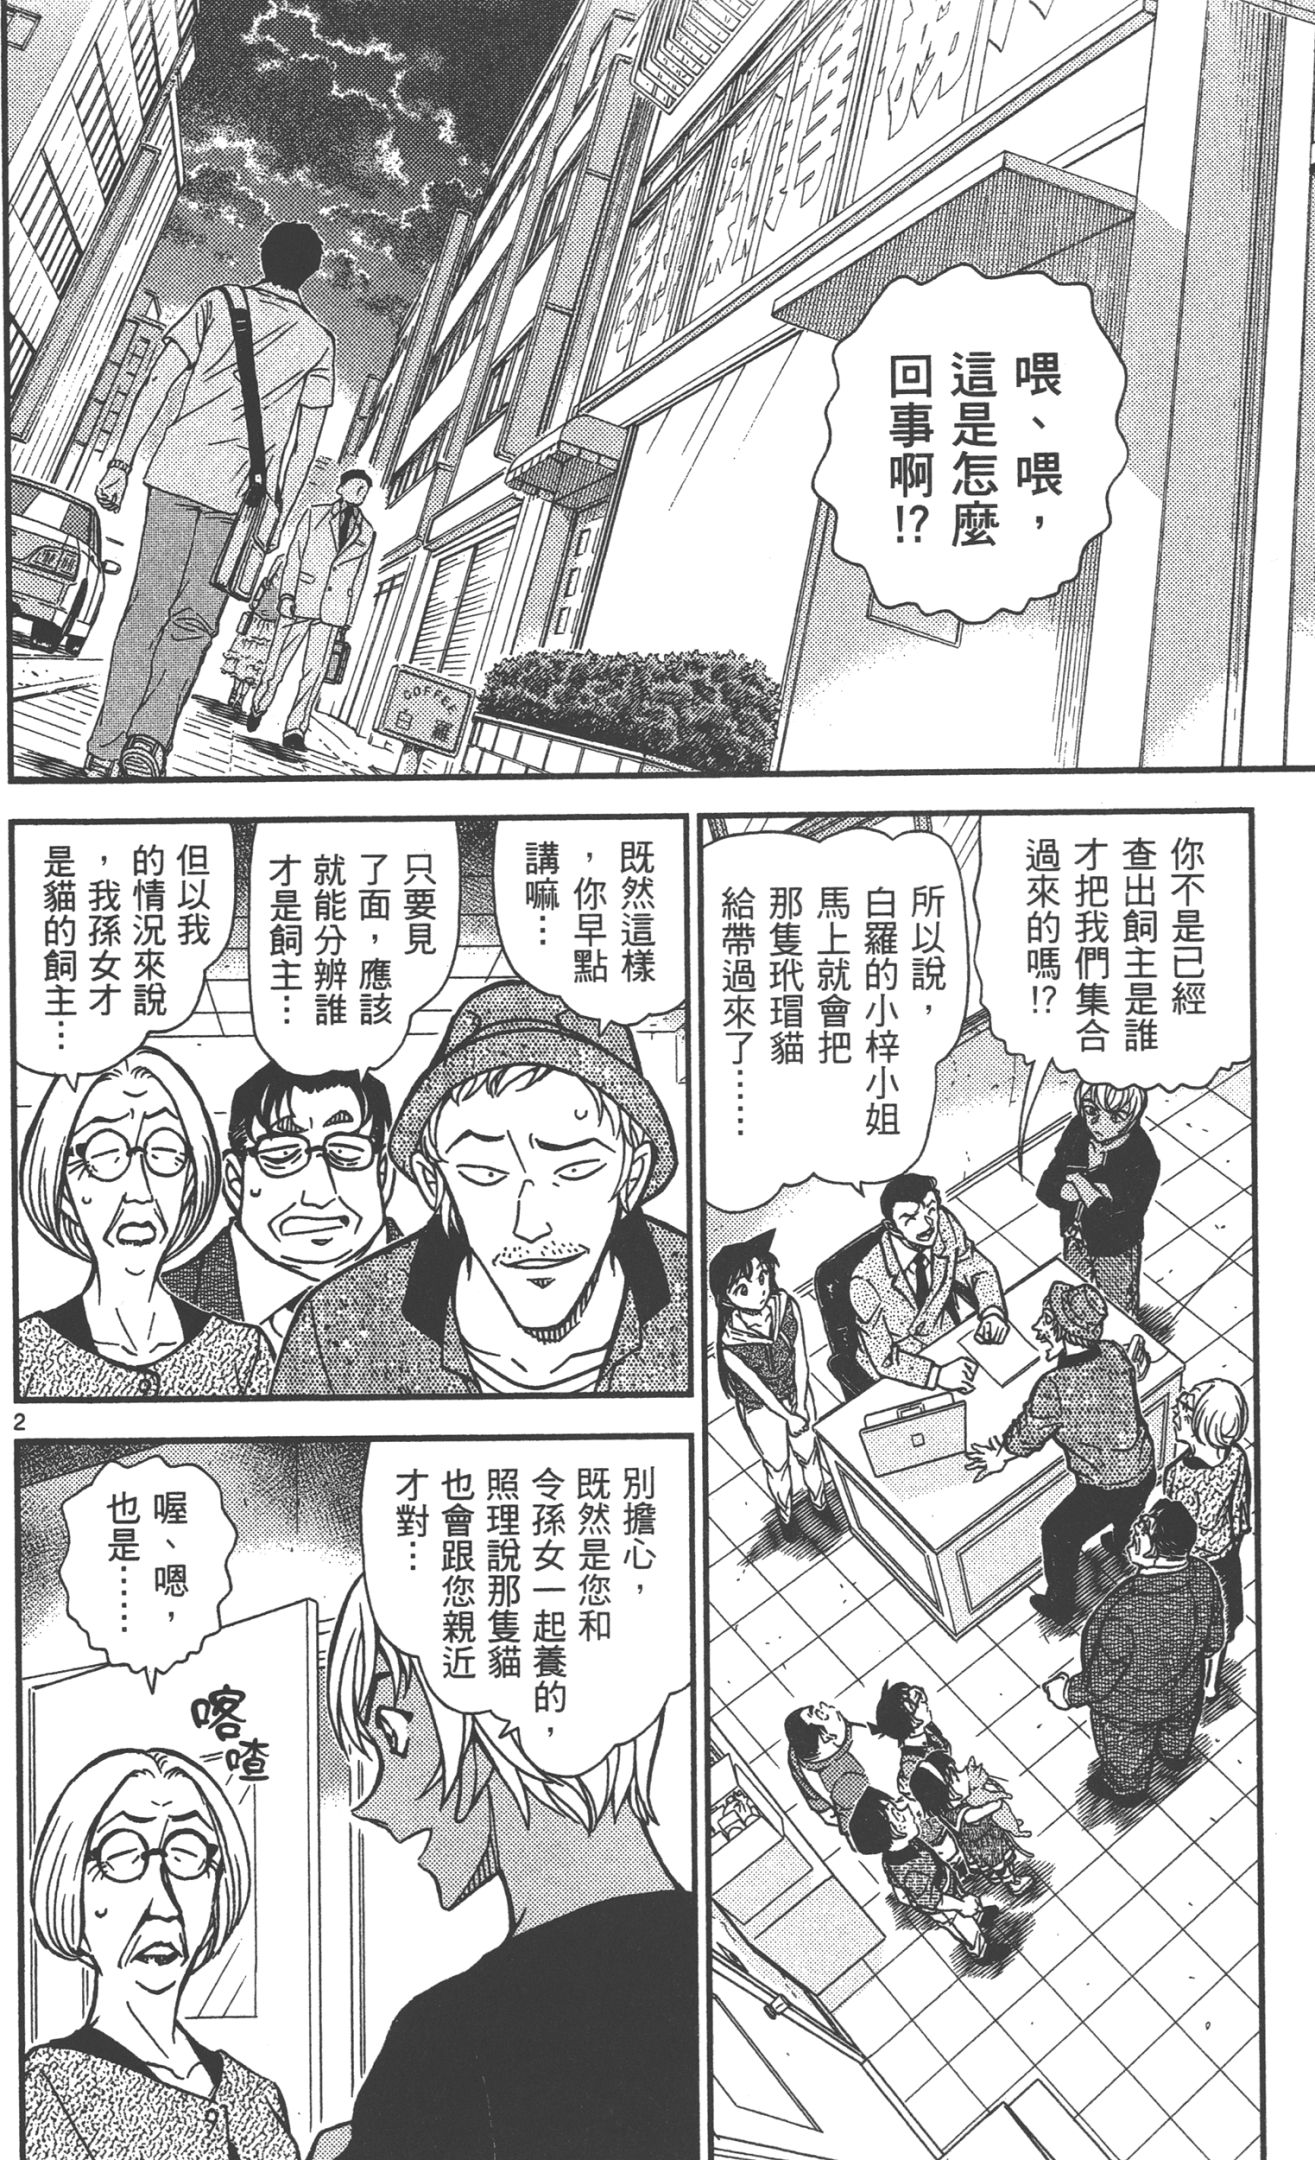 喂、喂，
這是怎麼
回事啊!?
COFFEE
白羅
你不是已經
查出飼主是誰
才把我們集合
過來的嗎!?
所以說，
白羅的小梓小姐
馬上就會把
那隻玳瑁貓
給帶過來了……
既然這樣
，你早點
講嘛…
只要見
了面，應該
就能分辨誰
才是飼主…
但以我
的情況來說
，我孫女才
是貓的飼主…
2
別擔心，
既然是您和
令孫女一起養的，
照理說那隻貓
也會跟您親近
才對…
喔、嗯，
也是……
喀
喳